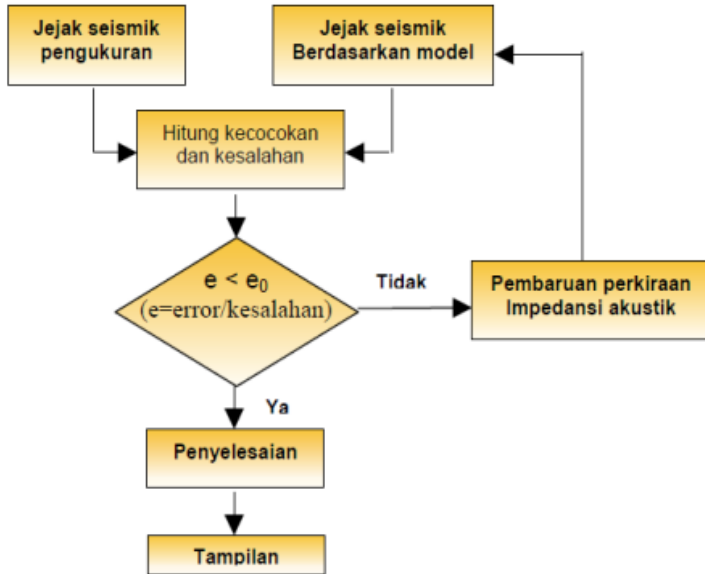 Jejak seismik
pengukuran
Jejak seismik
Berdasarkan model
Hitung kecocokan
dan kesalahan
e < e₀
(e=error/kesalahan)
Tidak
Pembaruan perkiraan
Impedansi akustik
Ya
Penyelesaian
Tampilan